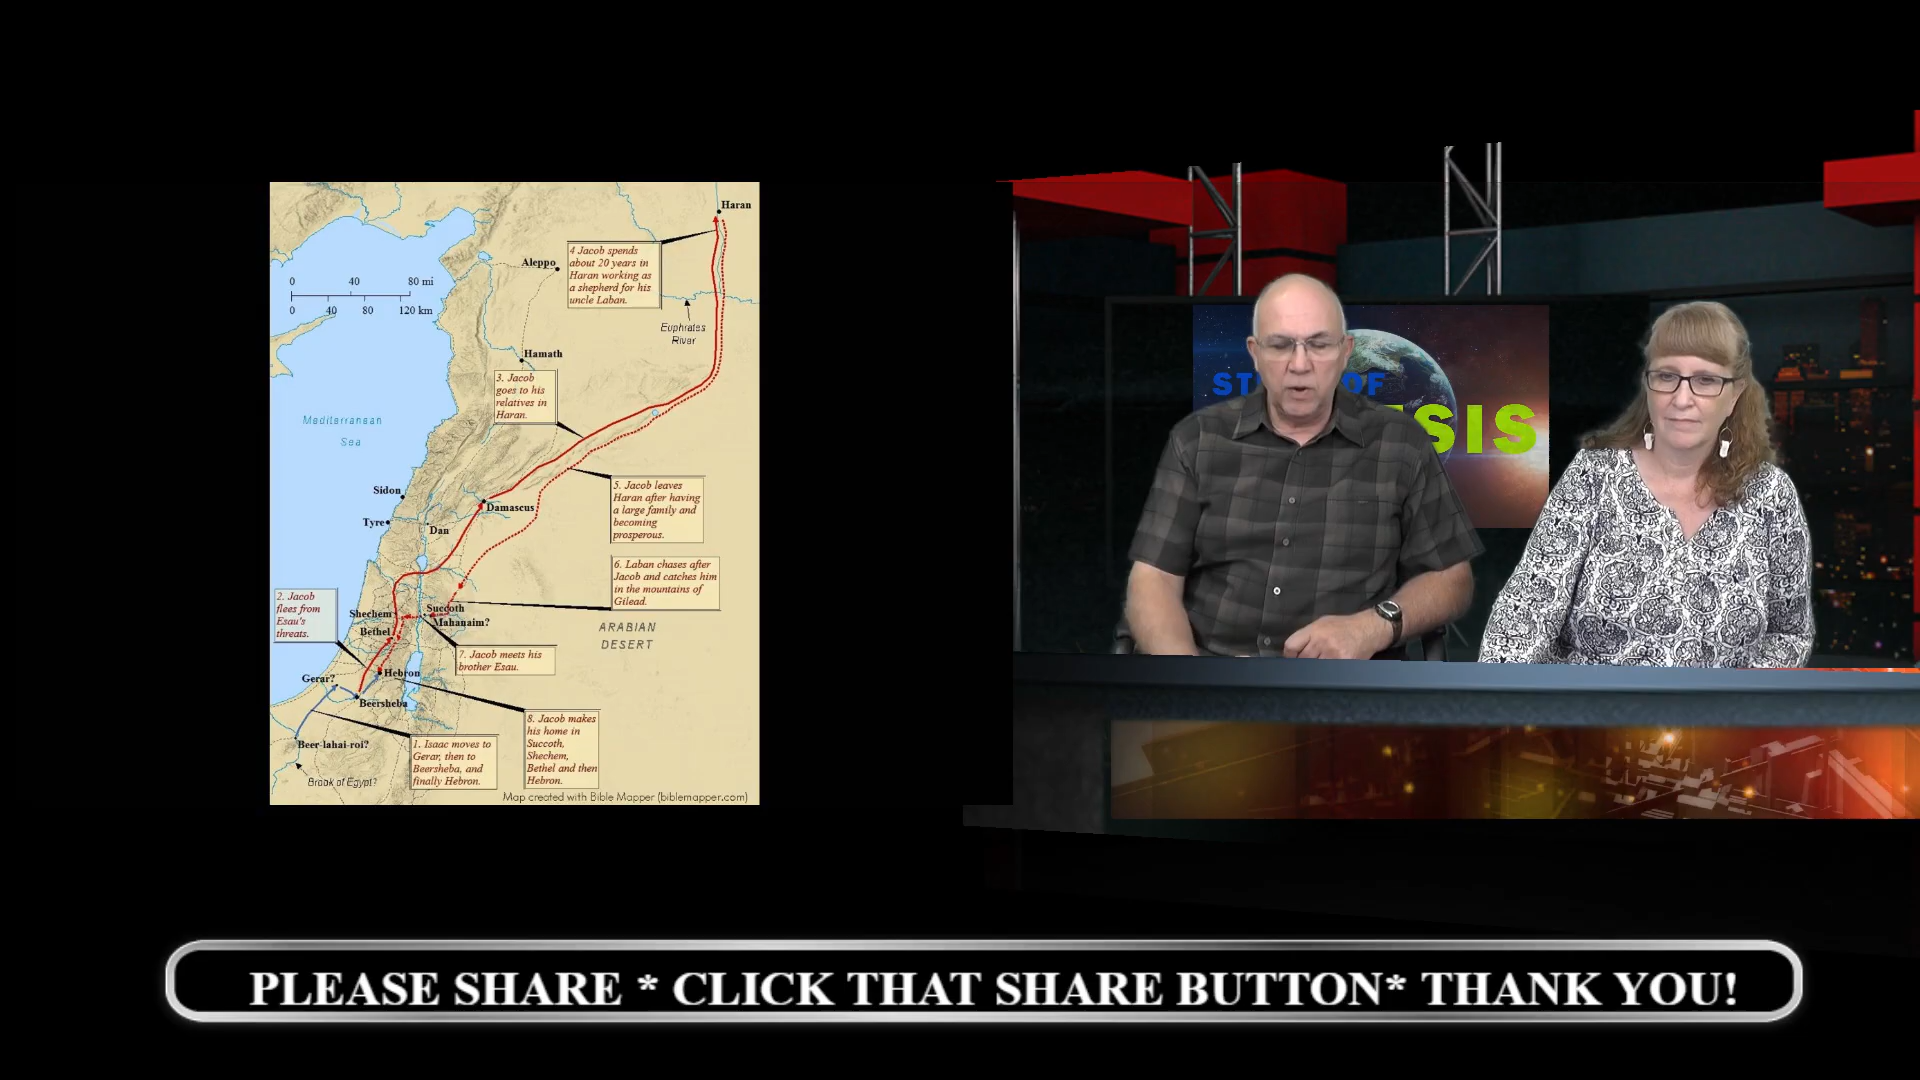 Haran
4 Jacob spends
about 20 years in
Haran working as
a shepherd for his
uncle Laban.
Aleppo
0 40 80 mi
0 40 80 120 km
Euphrates
River
Hamath
3. Jacob
goes to his
relatives in
Haran.
Mediterranean
Sea
Sidon
Damascus
Tyre
Dan
5. Jacob leaves
Haran after having
a large family and
becoming
prosperous.
6. Laban chases after
Jacob and catches him
in the mountains of
Gilead.
2. Jacob
flees from
Esau's
threats.
Shechem
Succoth
Mahanaim?
Bethel
ARABIAN
DESERT
7. Jacob meets his
brother Esau.
Gerar?
Hebron
Beersheba
8. Jacob makes
his home in
Succoth,
Shechem,
Bethel and then
Hebron.
Beer-lahai-roi?
1. Isaac moves to
Gerar, then to
Beersheba, and
finally Hebron.
Brook of Egypt?
Map created with Bible Mapper (biblemapper.com)
ST OF
SIS
PLEASE SHARE * CLICK THAT SHARE BUTTON* THANK YOU!